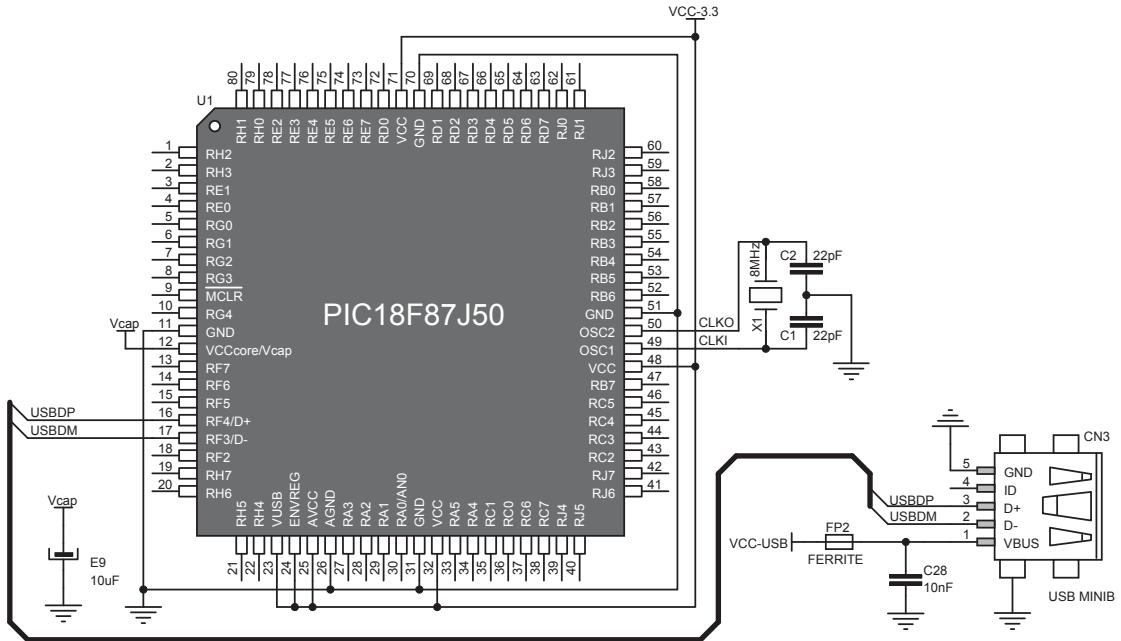 VCC-3.3
80 79 78 77 76 75 74 73 72 71 70 69 68 67 66 65 64 63 62 61
U1
RH1 RH0 RE2 RE3 RE4 RE5 RE6 RE7 RD0 VCC GND RD1 RD2 RD3 RD4 RD5 RD6 RD7 RJ0 RJ1
1 RH2
2 RH3
3 RE1
4 RE0
5 RG0
6 RG1
7 RG2
8 RG3
9 MCLR
10 RG4
11 GND
12 VCCcore/Vcap
13 RF7
14 RF6
15 RF5
16 RF4/D+
17 RF3/D-
18 RF2
19 RH7
20 RH6
Vcap
USBDP
USBDM
PIC18F87J50
RJ2 60
RJ3 59
RB0 58
RB1 57
RB2 56
RB3 55
RB4 54
RB5 53
RB6 52
GND 51
OSC2 50
OSC1 49
VCC 48
RB7 47
RC5 46
RC4 45
RC3 44
RC2 43
RJ7 42
RJ6 41
CLKO
CLKI
8MHz
X1
C2 22pF
C1 22pF
RH5 RH4 VUSB ENVREG AVCC AGND RA3 RA2 RA1 RA0/AN0 GND VCC RA5 RA4 RC1 RC0 RC6 RC7 RJ4 RJ5
21 22 23 24 25 26 27 28 29 30 31 32 33 34 35 36 37 38 39 40
Vcap
E9
10uF
CN3
5 GND
4 ID
USBDP 3 D+
USBDM 2 D-
1 VBUS
VCC-USB
FP2
FERRITE
C28
10nF
USB MINIB